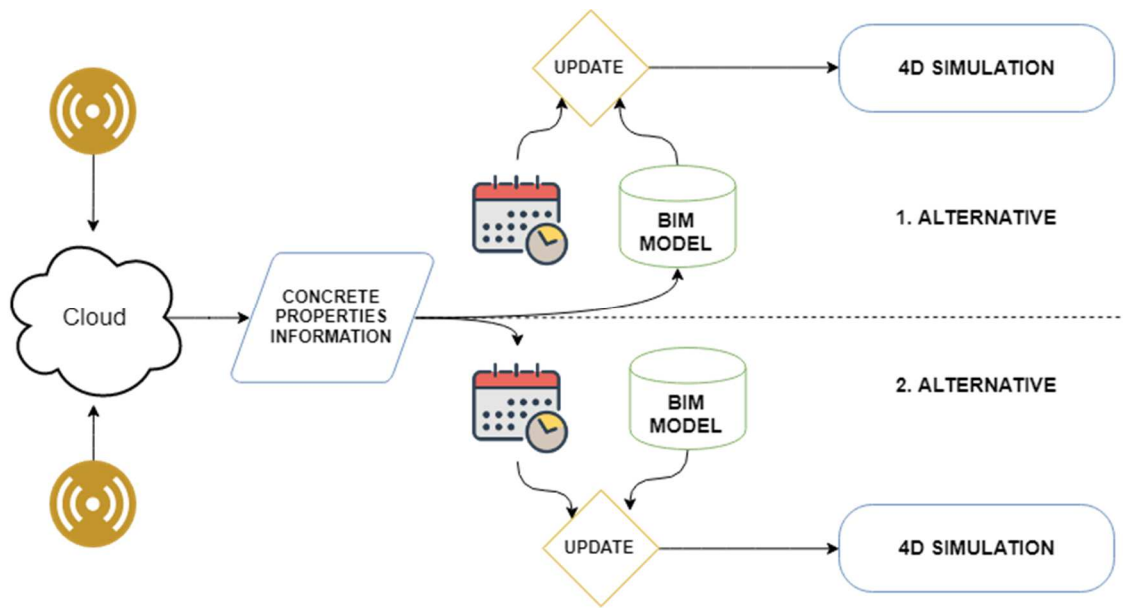 UPDATE
4D SIMULATION
BIM
MODEL
1. ALTERNATIVE
Cloud
CONCRETE
PROPERTIES
INFORMATION
2. ALTERNATIVE
BIM
MODEL
UPDATE
4D SIMULATION